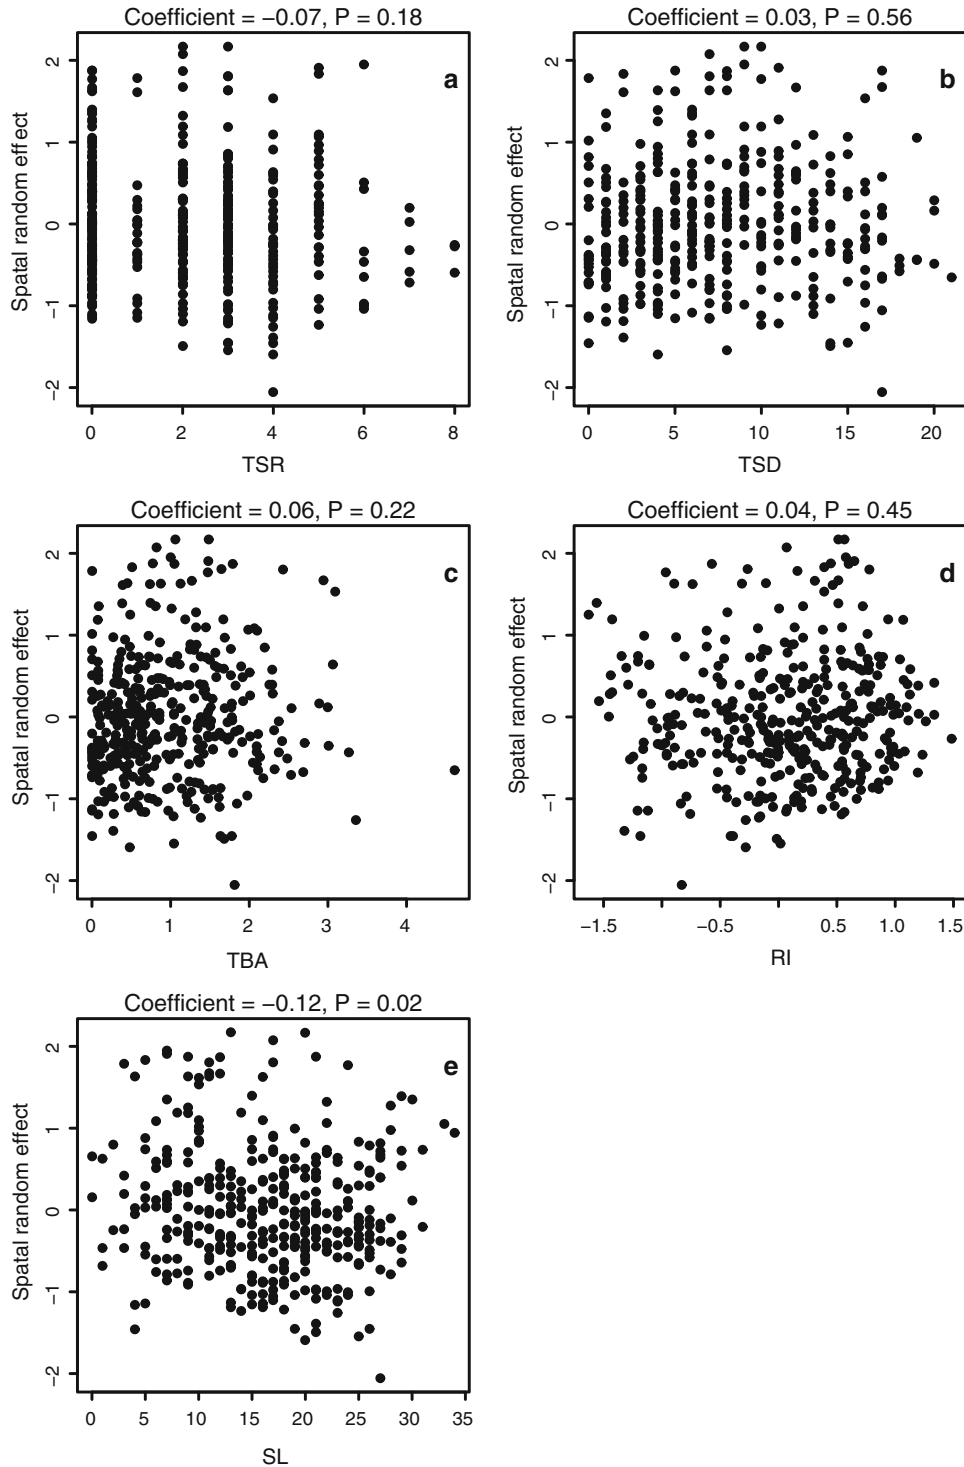 Coefficient = −0.07, P = 0.18
a
Spatal random effect
2
1
0
−1
−2
0 2 4 6 8
TSR
Coefficient = 0.03, P = 0.56
b
Spatal random effect
2
1
0
−1
−2
0 5 10 15 20
TSD
Coefficient = 0.06, P = 0.22
c
Spatal random effect
2
1
0
−1
−2
0 1 2 3 4
TBA
Coefficient = 0.04, P = 0.45
d
Spatal random effect
2
1
0
−1
−2
−1.5 −0.5 0.5 1.0 1.5
RI
Coefficient = −0.12, P = 0.02
e
Spatal random effect
2
1
0
−1
−2
0 5 10 15 20 25 30 35
SL